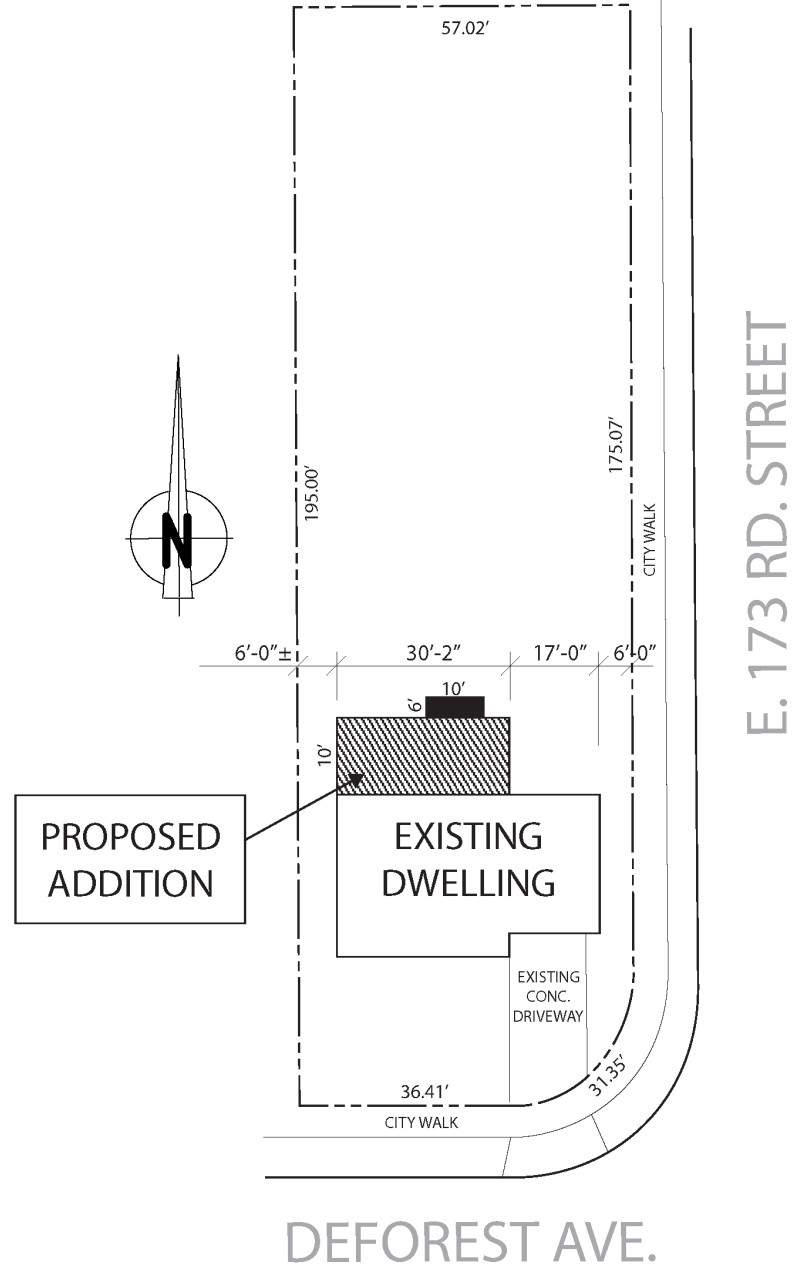 57.02'
E. 173 RD. STREET
175.07'
195.00'
CITY WALK
N
6'-0"±
30'-2"
17'-0"
6'-0"
10'
6'
10'
PROPOSED
ADDITION
EXISTING
DWELLING
EXISTING
CONC.
DRIVEWAY
31.35'
36.41'
CITY WALK
DEFOREST AVE.